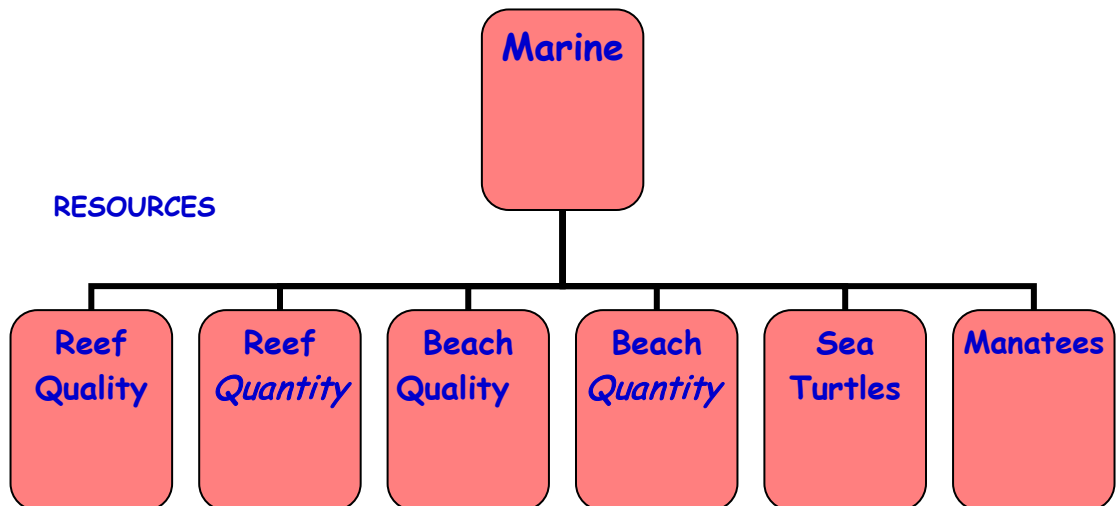 Marine
RESOURCES
Reef
Quality
Reef
Quantity
Beach
Quality
Beach
Quantity
Sea
Turtles
Manatees